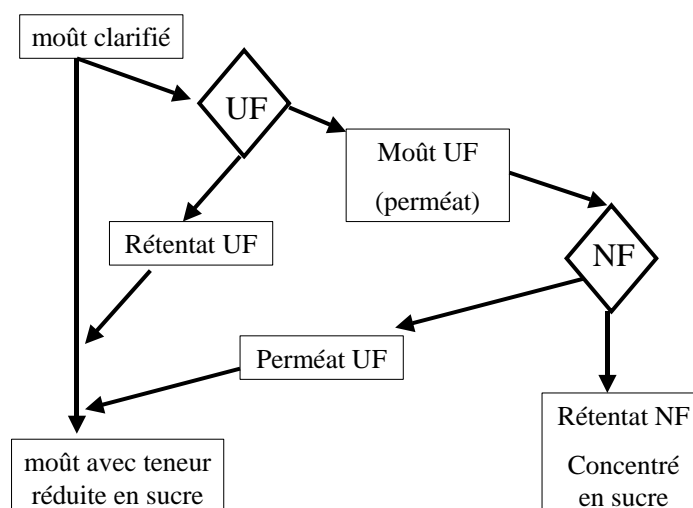 moût clarifié
UF
Moût UF
(perméat)
Rétentat UF
NF
Perméat UF
Rétentat NF
Concentré
en sucre
moût avec teneur
réduite en sucre